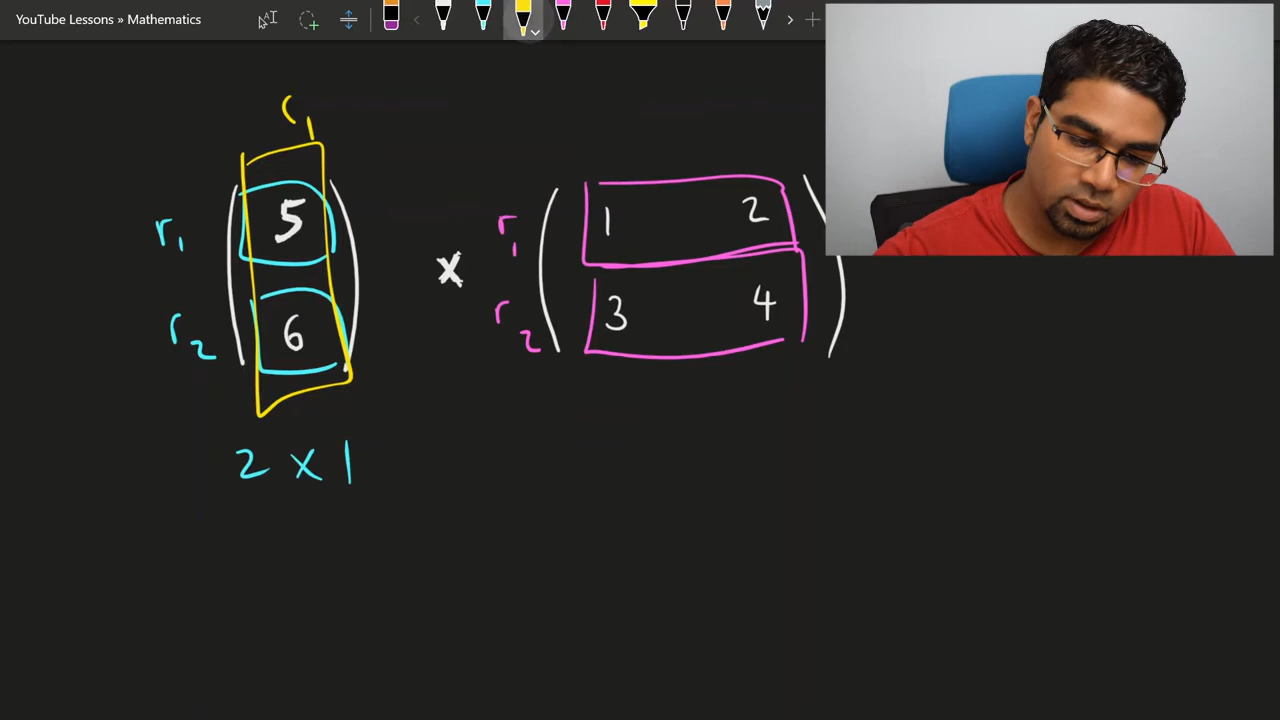 YouTube Lessons » Mathematics
c1
r1 (5) x r1 (1 2)
r2 (6) r2 (3 4)
2 x 1